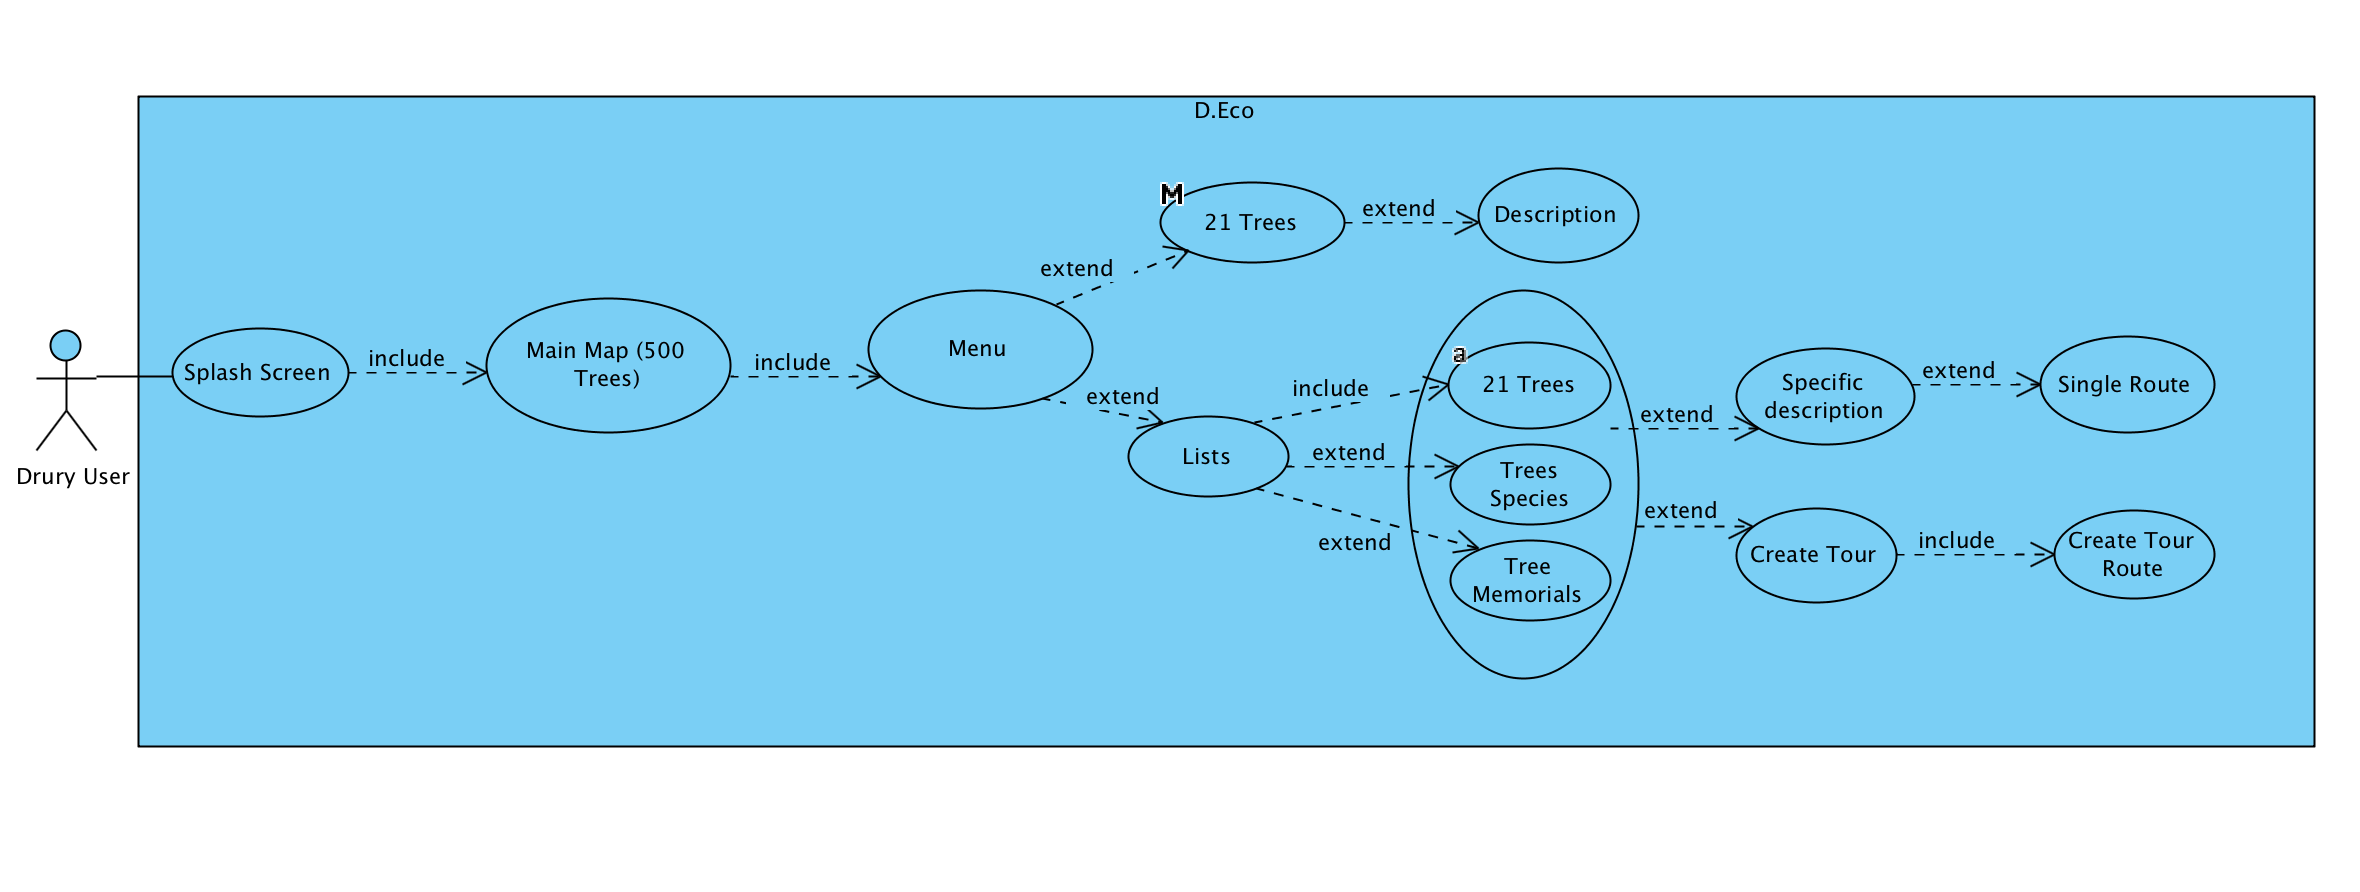 D.Eco
M
21 Trees
extend
Description
extend
Drury User
Splash Screen
include
Main Map (500
Trees)
include
Menu
extend
Lists
include
extend
extend
a
21 Trees
Trees
Species
Tree
Memorials
extend
Specific
description
extend
Single Route
extend
Create Tour
include
Create Tour
Route